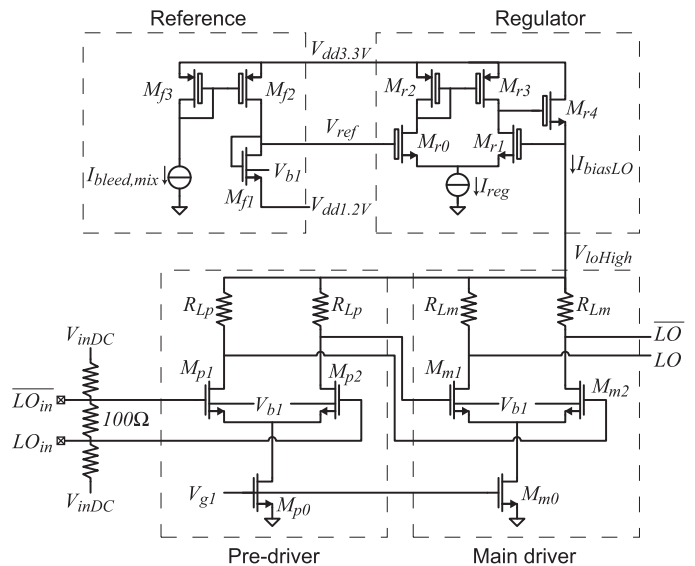 Reference
Regulator
Vdd3.3V
Mf3
Mf2
Mr2
Mr3
Mr4
Vref
Mr0
Mr1
Ibleed,mix
Vb1
Mf1
Vdd1.2V
Ireg
IbiasLO
VloHigh
RLp
RLp
RLm
RLm
VinDC
L̅O̅
LO
Mp1
Mp2
Mm1
Mm2
L̅O̅i̅n̅
Vb1
Vb1
100Ω
LOin
VinDC
Vg1
Mp0
Mm0
Pre-driver
Main driver